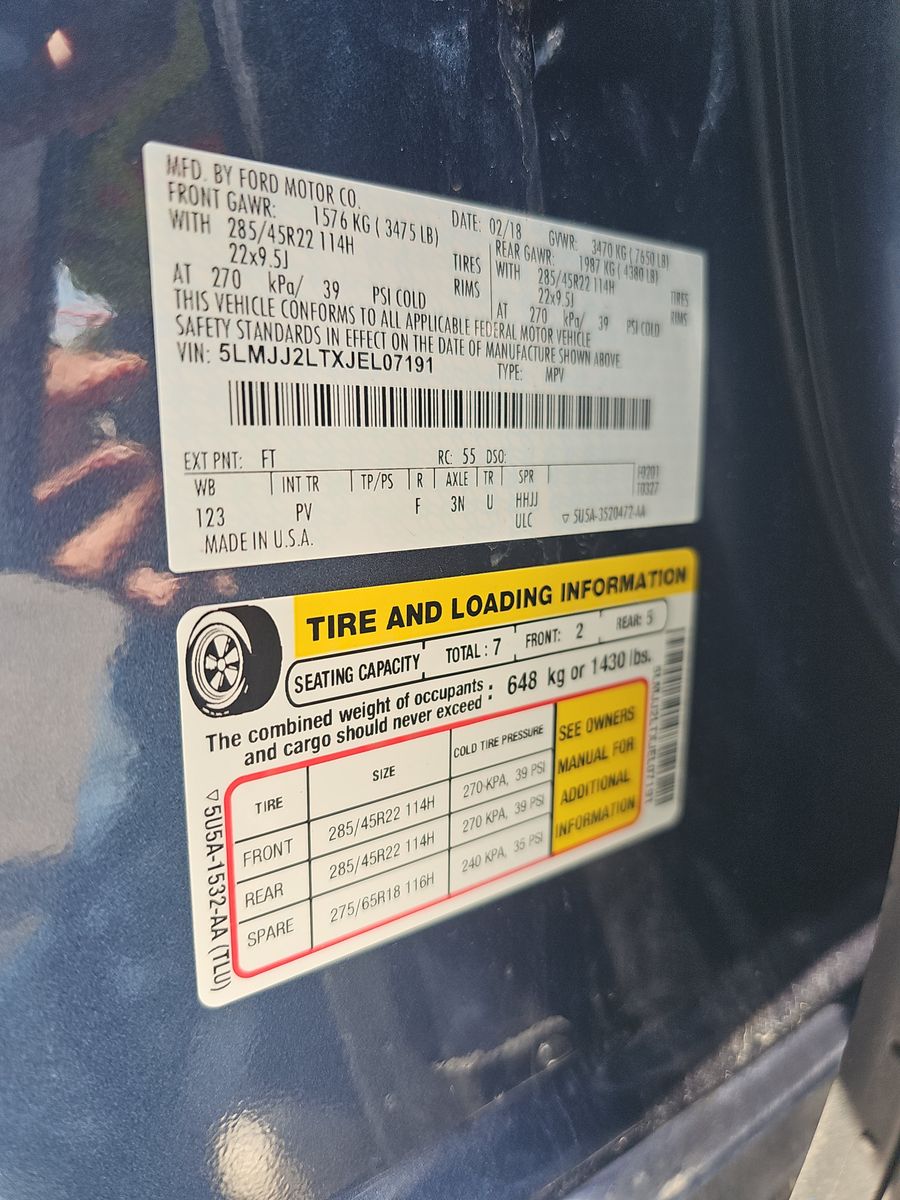 MFD. BY FORD MOTOR CO.
DATE: 02/18 GVWR: 3470 KG ( 7650 LB)
FRONT GAWR: 1576 KG ( 3475 LB)
WITH 285/45R22 114H TIRES
22x9.5J RIMS
AT 270 kPa/ 39 PSI COLD
REAR GAWR: 1987 KG ( 4380 LB)
WITH 285/45R22 114H TIRES
22x9.5J RIMS
AT 270 kPa/ 39 PSI COLD
THIS VEHICLE CONFORMS TO ALL APPLICABLE FEDERAL MOTOR VEHICLE
SAFETY STANDARDS IN EFFECT ON THE DATE OF MANUFACTURE SHOWN ABOVE.
VIN: 5LMJJ2LTXJEL07191
TYPE: MPV
EXT PNT: FT RC: 55 DSO:
WB INT TR TP/PS R AXLE TR SPR
123 PV F 3N U HHJJ
ULC
MADE IN U.S.A.
▽ 5U5A-3520472-AA
TIRE AND LOADING INFORMATION
SEATING CAPACITY TOTAL : 7 FRONT: 2 REAR: 5
The combined weight of occupants
and cargo should never exceed : 648 kg or 1430 lbs.
TIRE SIZE COLD TIRE PRESSURE
FRONT 285/45R22 114H 270 KPA, 39 PSI
REAR 285/45R22 114H 270 KPA, 39 PSI
SPARE 275/65R18 116H 240 KPA, 35 PSI
SEE OWNERS
MANUAL FOR
ADDITIONAL
INFORMATION
▽5U5A-1532-AA (TLU)